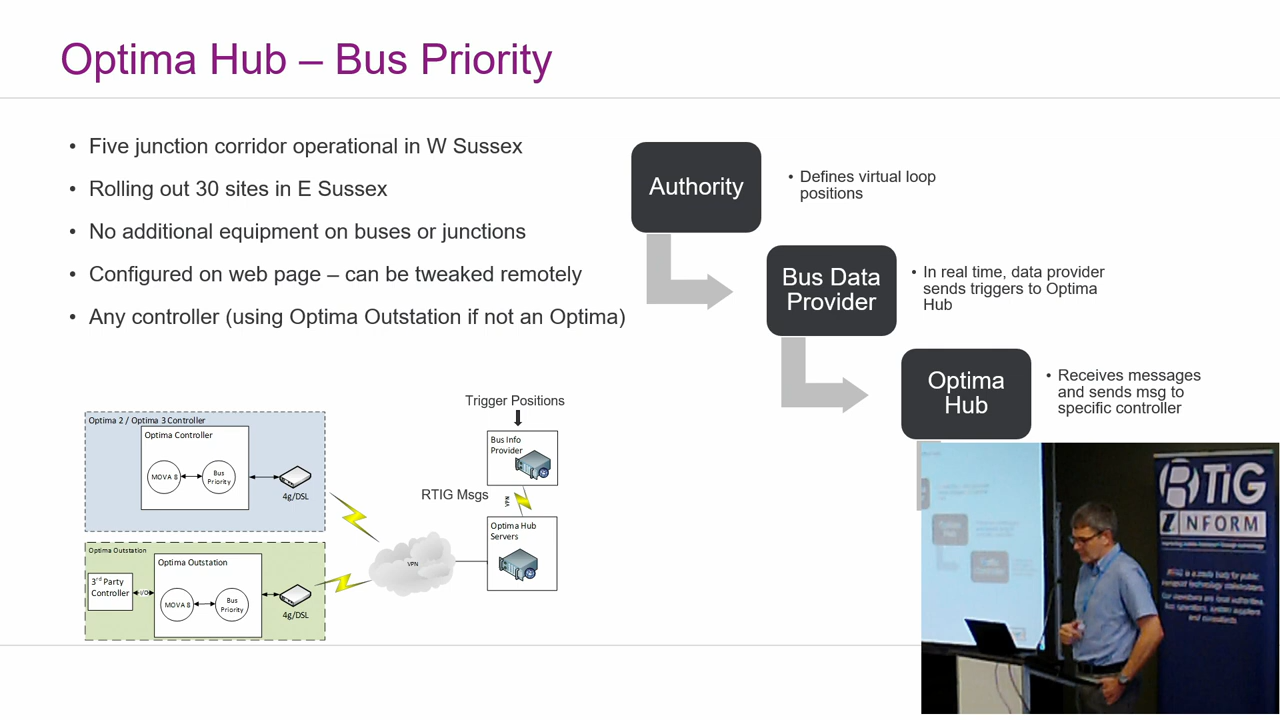 Optima Hub – Bus Priority
• Five junction corridor operational in W Sussex
• Rolling out 30 sites in E Sussex
• No additional equipment on buses or junctions
• Configured on web page – can be tweaked remotely
• Any controller (using Optima Outstation if not an Optima)
Authority
• Defines virtual loop
positions
Bus Data
Provider
• In real time, data provider
sends triggers to Optima
Hub
Optima
Hub
• Receives messages
and sends msg to
specific controller
Trigger Positions
Optima 2 / Optima 3 Controller
Optima Controller
MOVA 8
Bus
Priority
4g/DSL
Bus Info
Provider
RTIG Msgs
VPN
Optima Hub
Servers
VPN
Optima Outstation
Optima Outstation
3rd Party
Controller
I/O
MOVA 8
Bus
Priority
4g/DSL
RTIG
INFORM